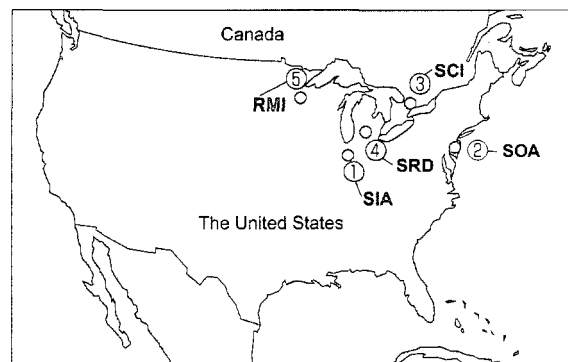 Canada
③ SCI
⑤
RMI
④ SRD
② SOA
①
SIA
The United States